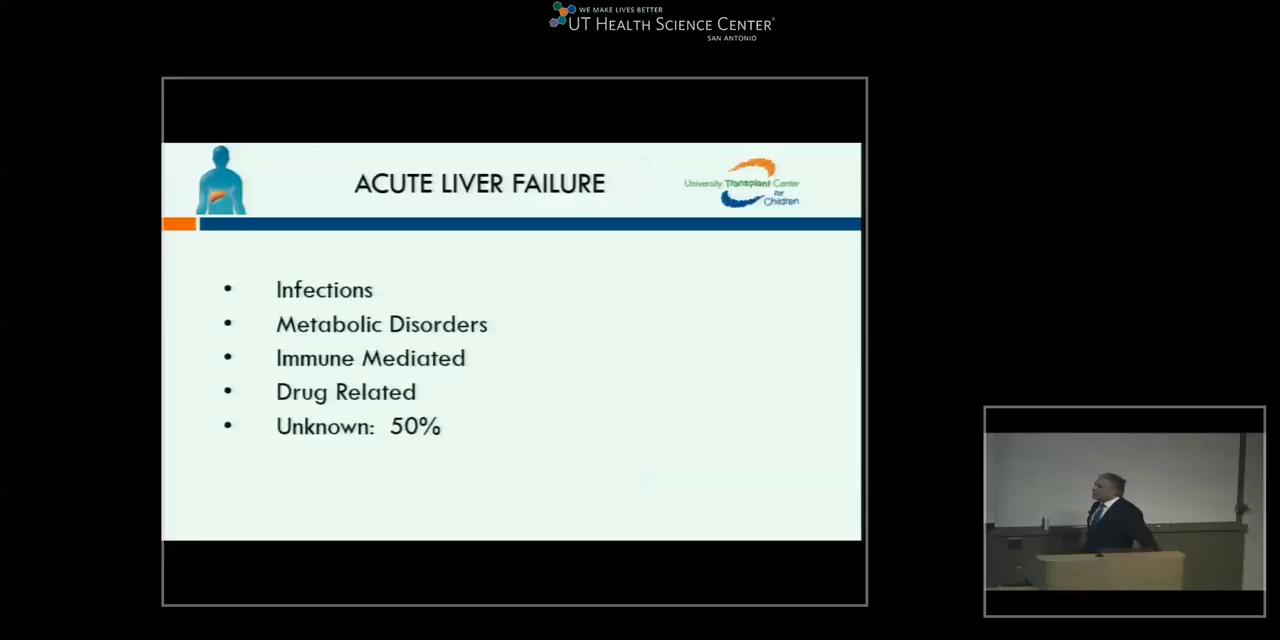 WE MAKE LIVES BETTER
UT HEALTH SCIENCE CENTER®
SAN ANTONIO
ACUTE LIVER FAILURE
University Transplant Center
for
Children
• Infections
• Metabolic Disorders
• Immune Mediated
• Drug Related
• Unknown: 50%